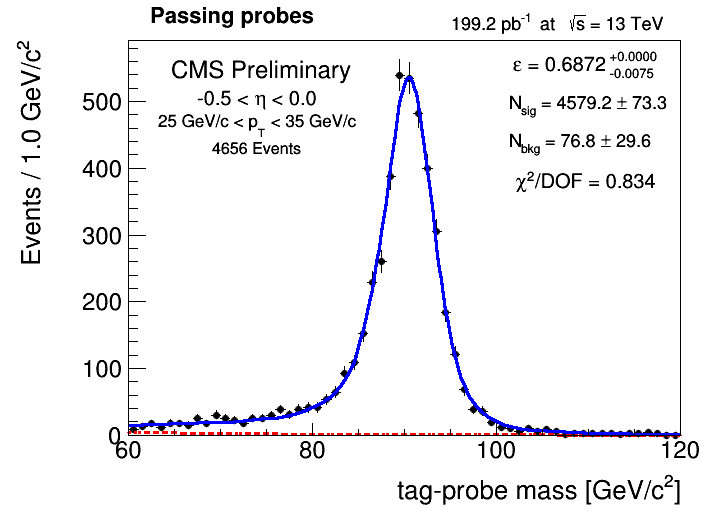 Passing probes
199.2 pb⁻¹ at √s = 13 TeV
CMS Preliminary
-0.5 < η < 0.0
25 GeV/c < p_T < 35 GeV/c
4656 Events
ε = 0.6872 +0.0000 -0.0075
N_sig = 4579.2 ± 73.3
N_bkg = 76.8 ± 29.6
χ²/DOF = 0.834
Events / 1.0 GeV/c²
500
400
300
200
100
0
60 80 100 120
tag-probe mass [GeV/c²]